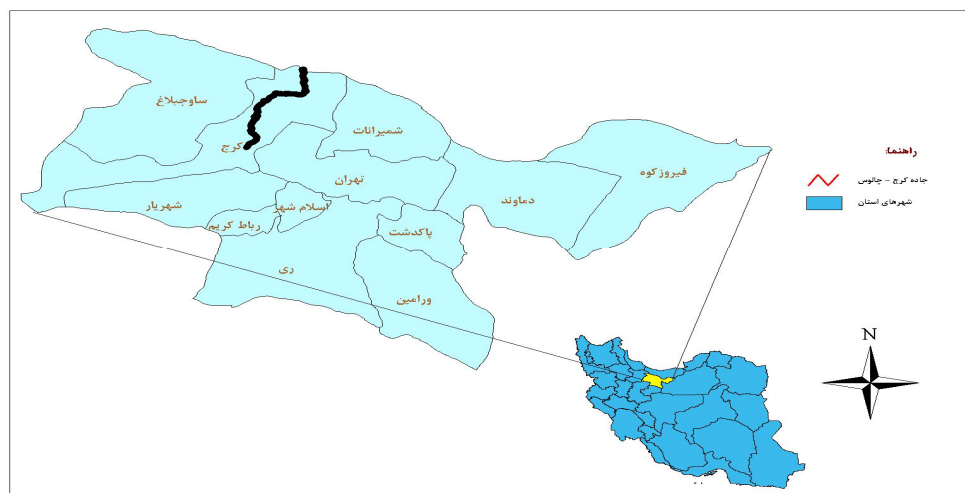 ساوجبلاغ
شمیرانات
کرج
فیروزکوه
تهران
دماوند
شهریار
اسلام شهر
رباط کریم
پاکدشت
ری
ورامین
راهنما:
جاده کرج - چالوس
شهرهای استان
N